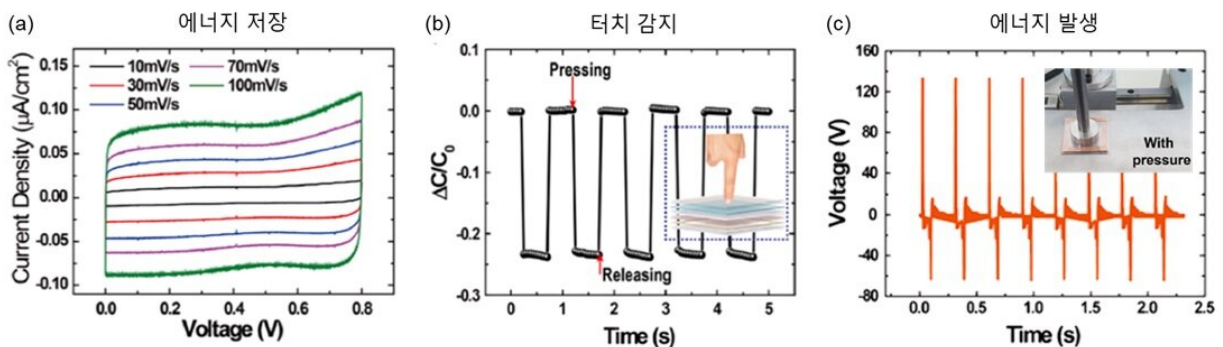 (a)
에너지 저장
Current Density (μA/cm²)
0.15
0.10
0.05
0.00
-0.05
-0.10
10mV/s
30mV/s
50mV/s
70mV/s
100mV/s
0.0 0.2 0.4 0.6 0.8
Voltage (V)
(b)
터치 감지
ΔC/C₀
0.1
0.0
-0.1
-0.2
-0.3
Pressing
Releasing
0 1 2 3 4 5
Time (s)
(c)
에너지 발생
Voltage (V)
160
120
80
40
0
-40
-80
With
pressure
0.0 0.5 1.0 1.5 2.0 2.5
Time (s)